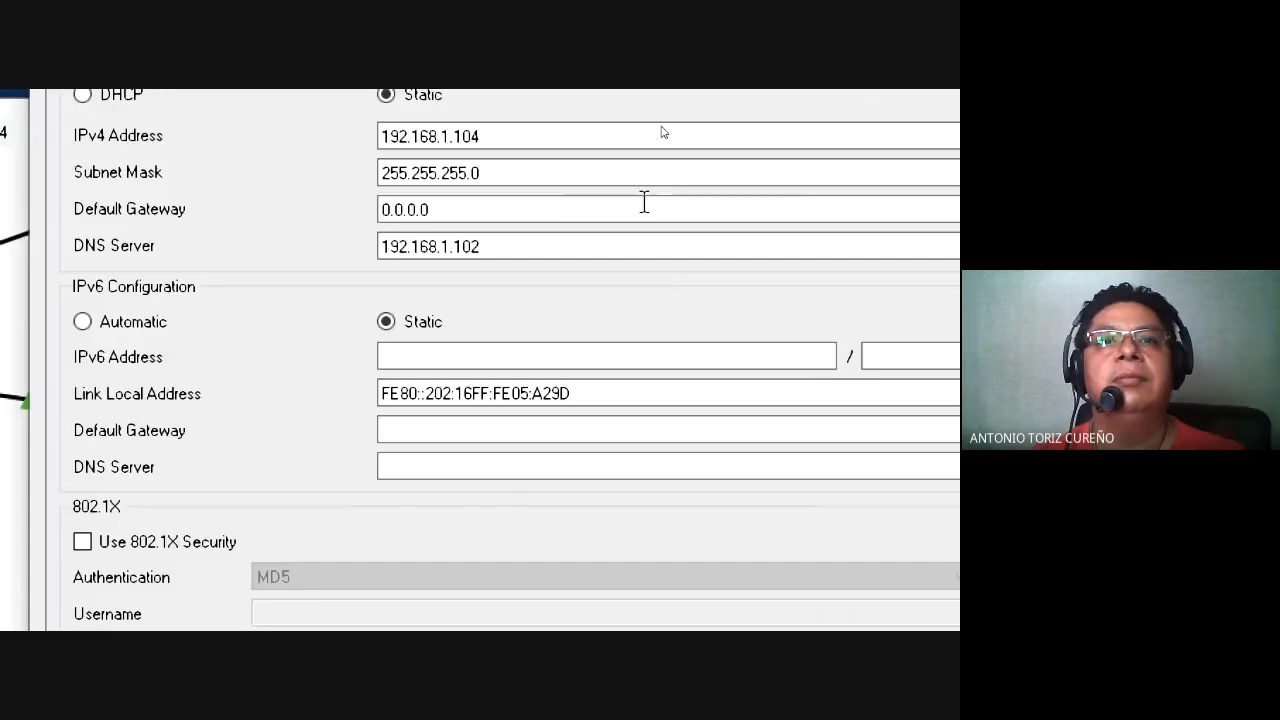 4
DHCP
Static
IPv4 Address
192.168.1.104
Subnet Mask
255.255.255.0
Default Gateway
0.0.0.0
DNS Server
192.168.1.102
IPv6 Configuration
Automatic
Static
IPv6 Address
/
Link Local Address
FE80::202:16FF:FE05:A29D
Default Gateway
DNS Server
802.1X
Use 802.1X Security
Authentication
MD5
Username
ANTONIO TORIZ CUREÑO